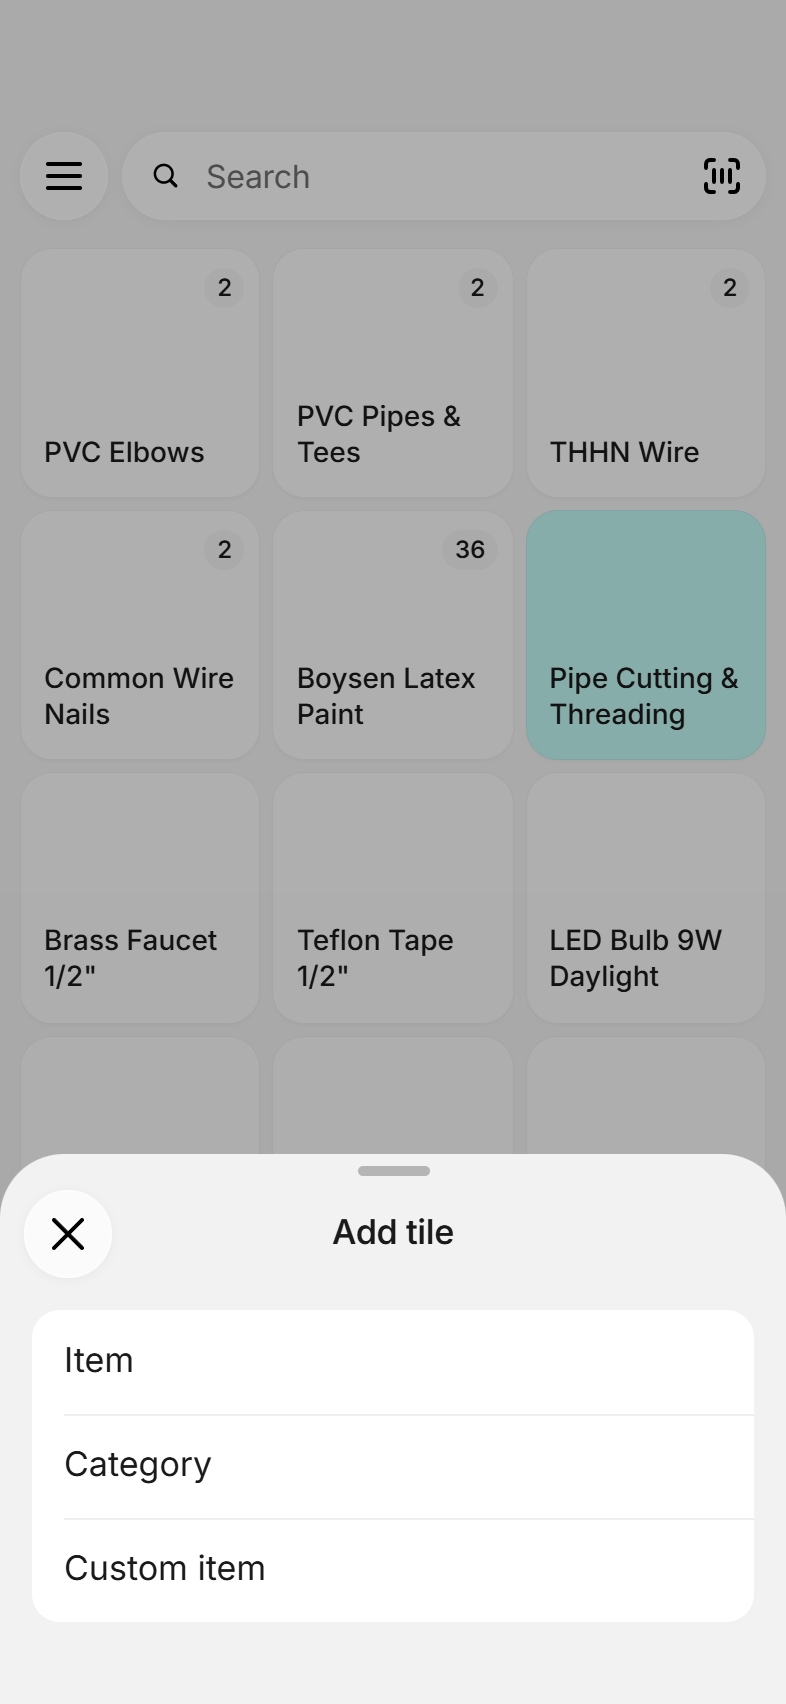 Search
2
2
2
PVC Elbows
PVC Pipes &
Tees
THHN Wire
2
36
Common Wire
Nails
Boysen Latex
Paint
Pipe Cutting &
Threading
Brass Faucet
1/2"
Teflon Tape
1/2"
LED Bulb 9W
Daylight
Add tile
Item
Category
Custom item